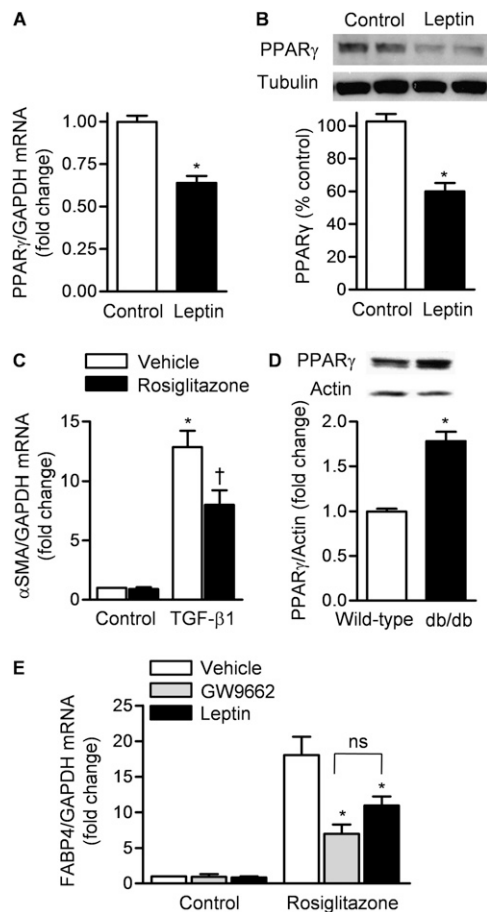 A
PPARγ/GAPDH mRNA
(fold change)
1.00
0.75
0.50
0.25
0.00
*
Control Leptin
B
Control Leptin
PPARγ
Tubulin
PPARγ (% control)
100
80
60
40
20
0
*
Control Leptin
C
Vehicle
Rosiglitazone
αSMA/GAPDH mRNA
(fold change)
15
10
5
0
*
†
Control TGF-β1
D
PPARγ
Actin
PPARγ/Actin (fold change)
2.0
1.5
1.0
0.5
0.0
*
Wild-type db/db
E
Vehicle
GW9662
Leptin
FABP4/GAPDH mRNA
(fold change)
25
20
15
10
5
0
ns
* *
Control Rosiglitazone